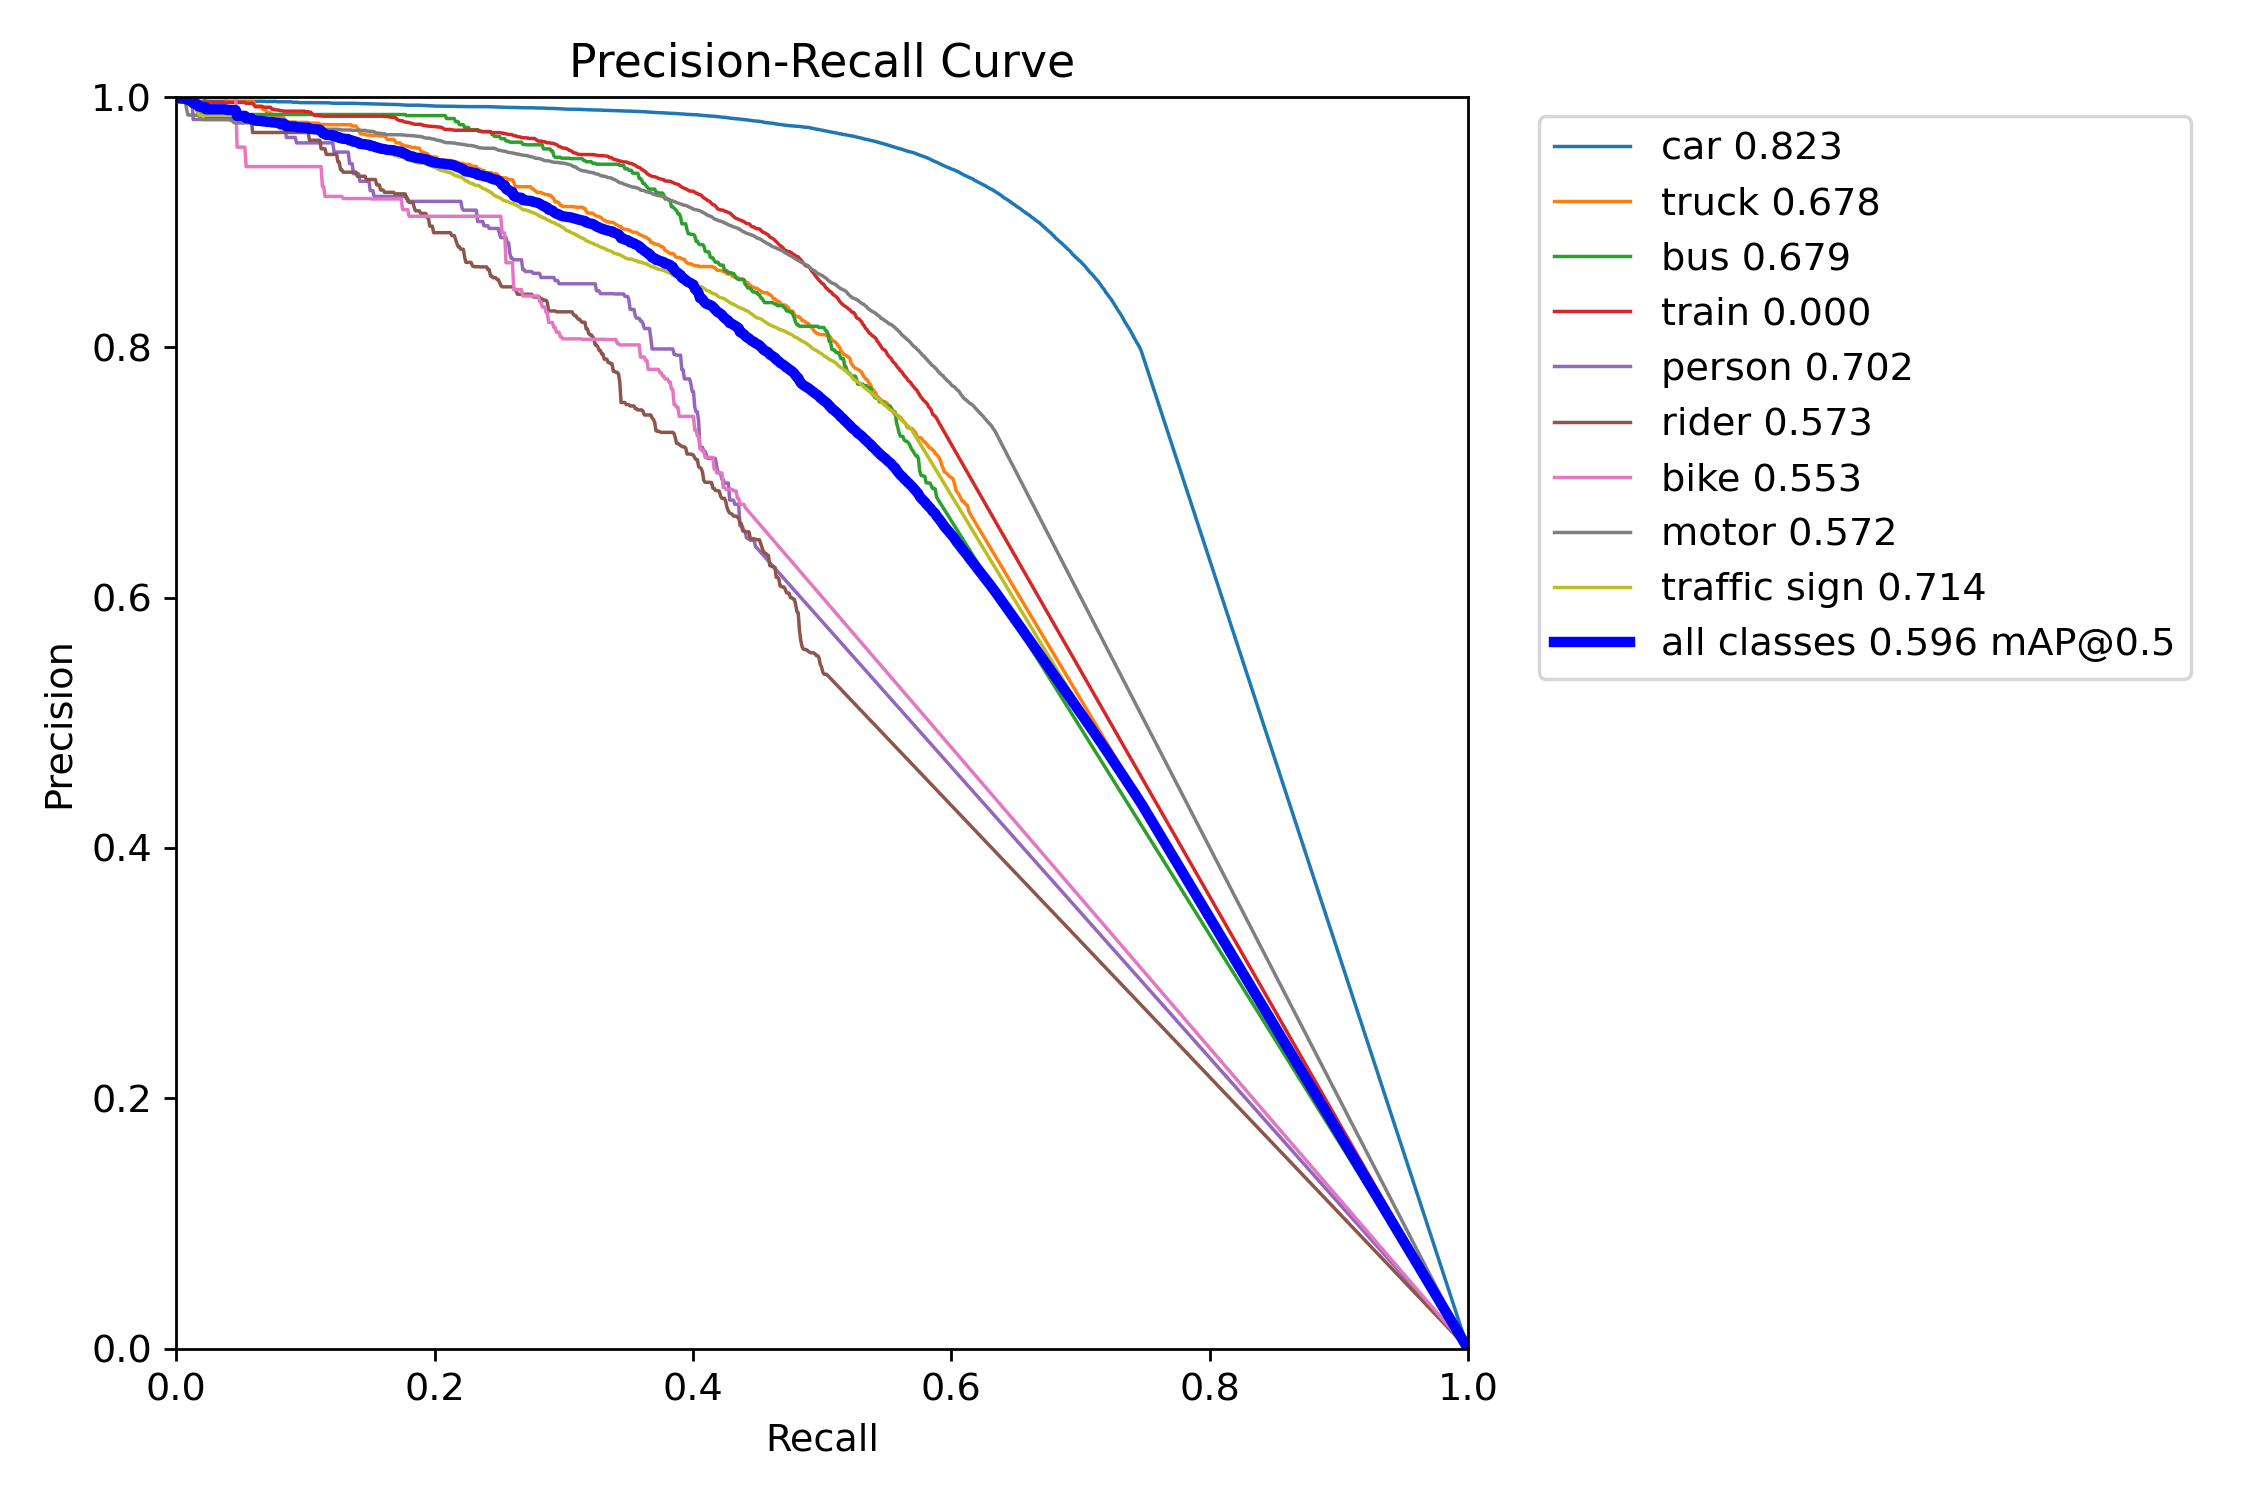 Precision-Recall Curve
1.0
0.8
0.6
0.4
0.2
0.0
Precision
0.0 0.2 0.4 0.6 0.8 1.0
Recall
car 0.823
truck 0.678
bus 0.679
train 0.000
person 0.702
rider 0.573
bike 0.553
motor 0.572
traffic sign 0.714
all classes 0.596 mAP@0.5